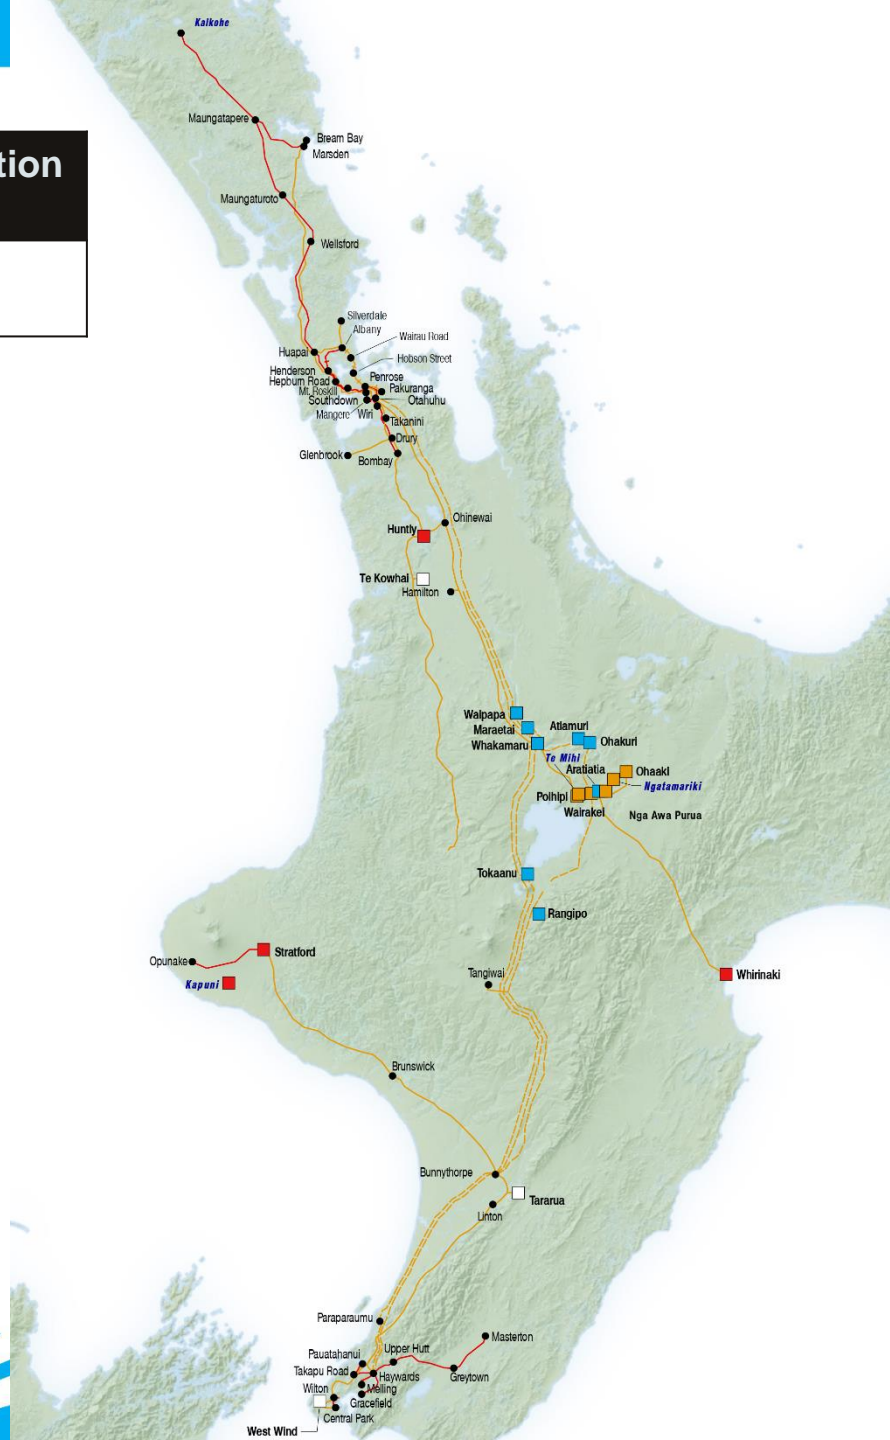 Kalkohe
Maungatapere
Bream Bay
Marsden
tion
Maungaturoto
Wellsford
Silverdale
Albany
Wairau Road
Huapai
Hobson Street
Henderson
Hepburn Road
Penrose
Mt. Roskill
Pakuranga
Southdown
Otahuhu
Mangere
Wiri
Takanini
Drury
Glenbrook
Bombay
Ohinewai
Huntly
Te Kowhai
Hamilton
Waipapa
Maraetai
Atiamuri
Whakamaru
Ohakuri
Te Mihi
Aratiatia
Ohaaki
Ngatamariki
Poihipi
Wairakei
Nga Awa Purua
Tokaanu
Rangipo
Stratford
Opunake
Tangiwai
Whirinaki
Kapuni
Brunswick
Bunnythorpe
Tararua
Linton
Paraparaumu
Masterton
Pauatahanui
Upper Hutt
Takapu Road
Haywards
Greytown
Wilton
Melling
Gracefield
Central Park
West Wind